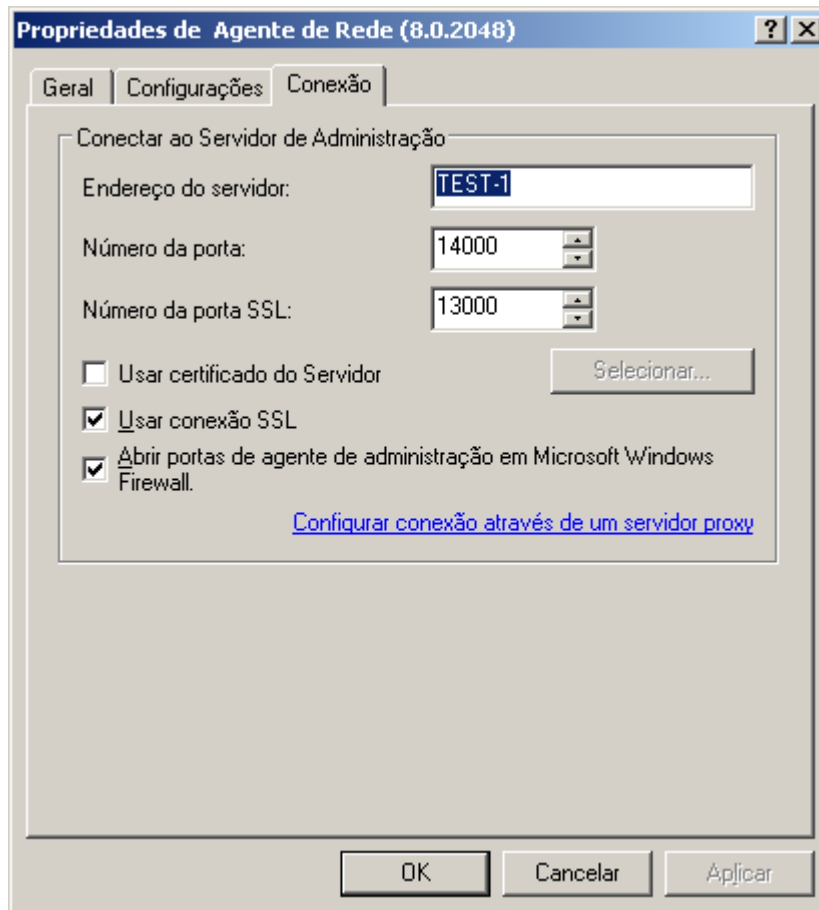 Propriedades de  Agente de Rede (8.0.2048)
Geral Configurações Conexão
Conectar ao Servidor de Administração
Endereço do servidor: TEST-1
Número da porta: 14000
Número da porta SSL: 13000
Usar certificado do Servidor Selecionar...
Usar conexão SSL
Abrir portas de agente de administração em Microsoft Windows
Firewall.
Configurar conexão através de um servidor proxy
OK Cancelar Aplicar